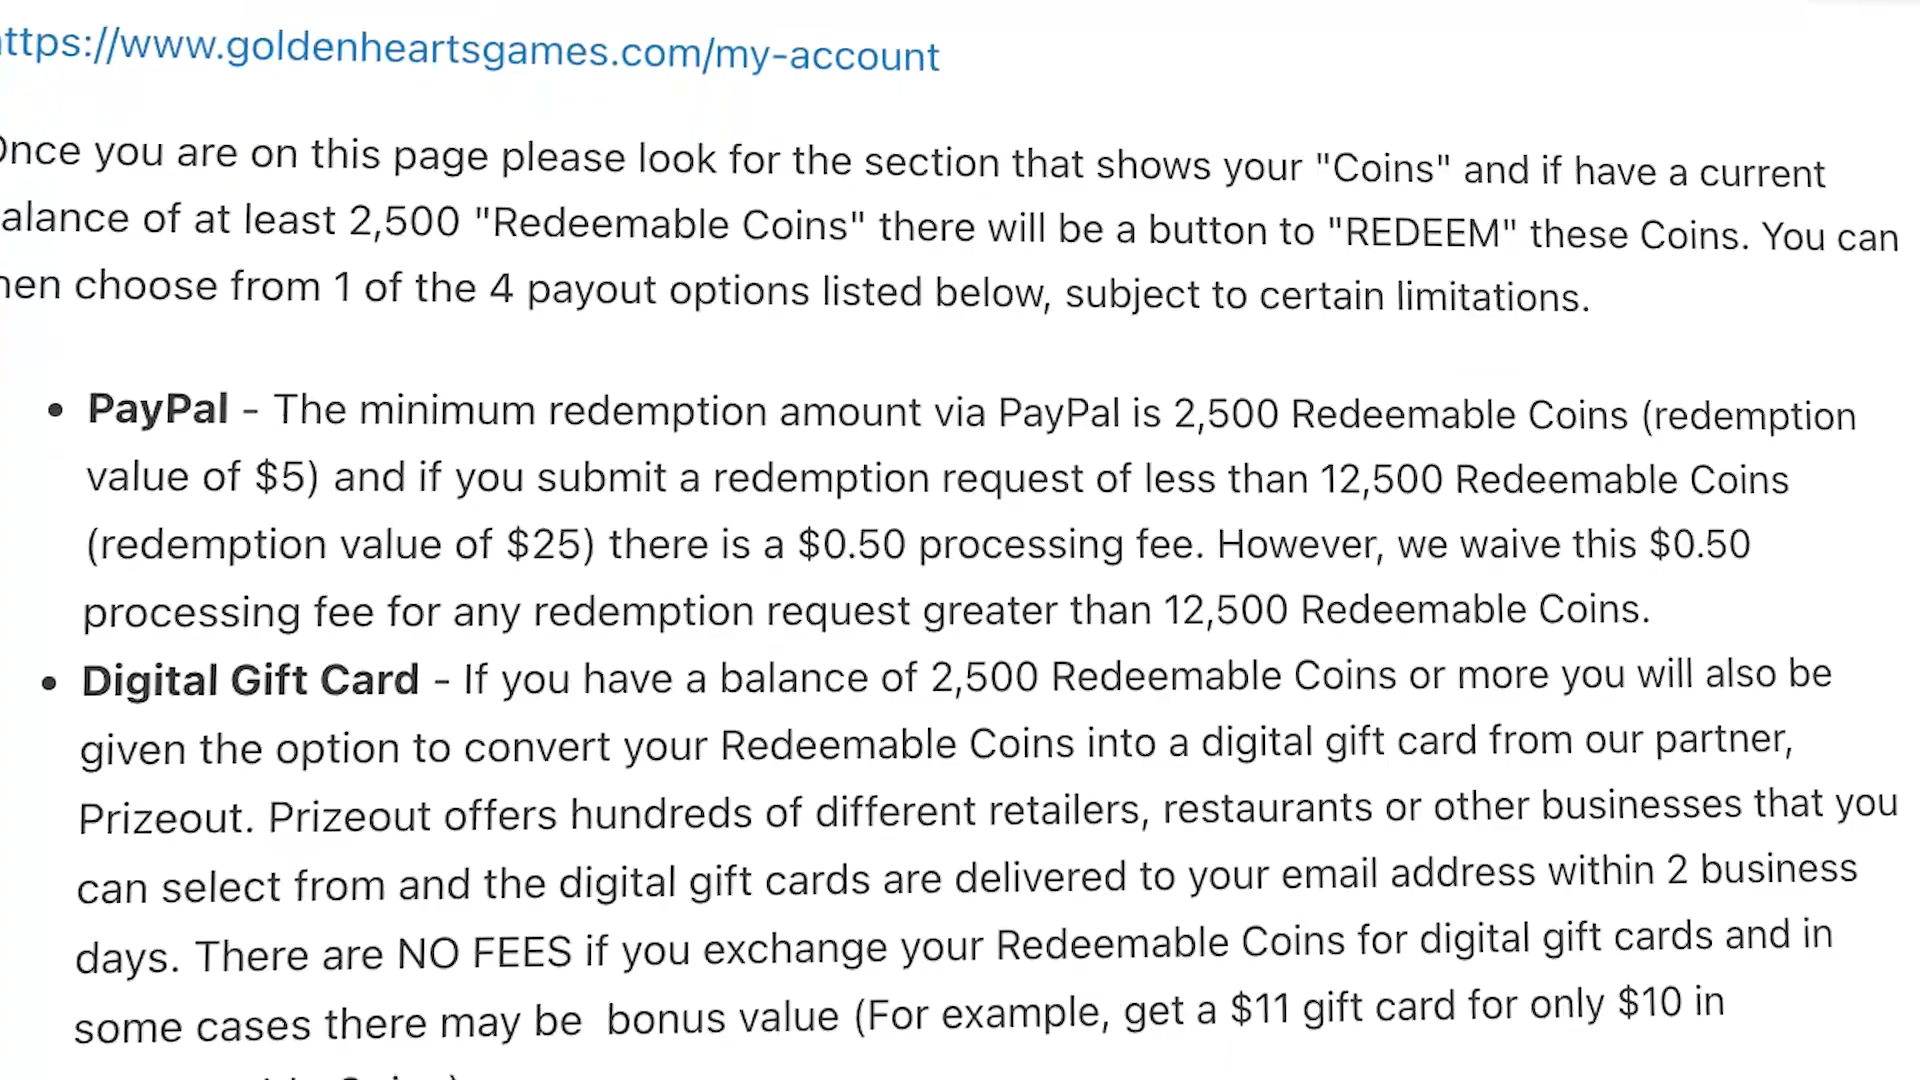 ttps://www.goldenheartsgames.com/my-account
Once you are on this page please look for the section that shows your "Coins" and if have a current
alance of at least 2,500 "Redeemable Coins" there will be a button to "REDEEM" these Coins. You can
hen choose from 1 of the 4 payout options listed below, subject to certain limitations.
• PayPal - The minimum redemption amount via PayPal is 2,500 Redeemable Coins (redemption
value of $5) and if you submit a redemption request of less than 12,500 Redeemable Coins
(redemption value of $25) there is a $0.50 processing fee. However, we waive this $0.50
processing fee for any redemption request greater than 12,500 Redeemable Coins.
• Digital Gift Card - If you have a balance of 2,500 Redeemable Coins or more you will also be
given the option to convert your Redeemable Coins into a digital gift card from our partner,
Prizeout. Prizeout offers hundreds of different retailers, restaurants or other businesses that you
can select from and the digital gift cards are delivered to your email address within 2 business
days. There are NO FEES if you exchange your Redeemable Coins for digital gift cards and in
some cases there may be  bonus value (For example, get a $11 gift card for only $10 in